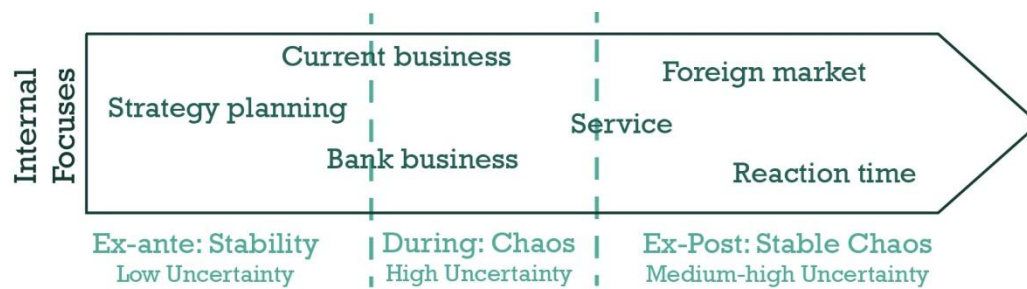 Internal
Focuses
Current business
Foreign market
Strategy planning
Service
Bank business
Reaction time
Ex-ante: Stability
Low Uncertainty
During: Chaos
High Uncertainty
Ex-Post: Stable Chaos
Medium-high Uncertainty